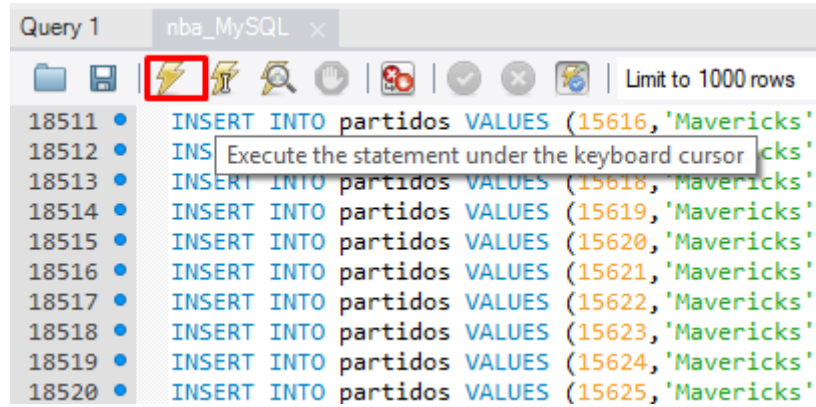 Query 1 nba_MySQL
Limit to 1000 rows
18511 INSERT INTO partidos VALUES (15616,'Mavericks'
18512 INS cks'
Execute the statement under the keyboard cursor
18513 INSERT INTO partidos VALUES (15618,'Mavericks'
18514 INSERT INTO partidos VALUES (15619,'Mavericks'
18515 INSERT INTO partidos VALUES (15620,'Mavericks'
18516 INSERT INTO partidos VALUES (15621,'Mavericks'
18517 INSERT INTO partidos VALUES (15622,'Mavericks'
18518 INSERT INTO partidos VALUES (15623,'Mavericks'
18519 INSERT INTO partidos VALUES (15624,'Mavericks'
18520 INSERT INTO partidos VALUES (15625,'Mavericks'